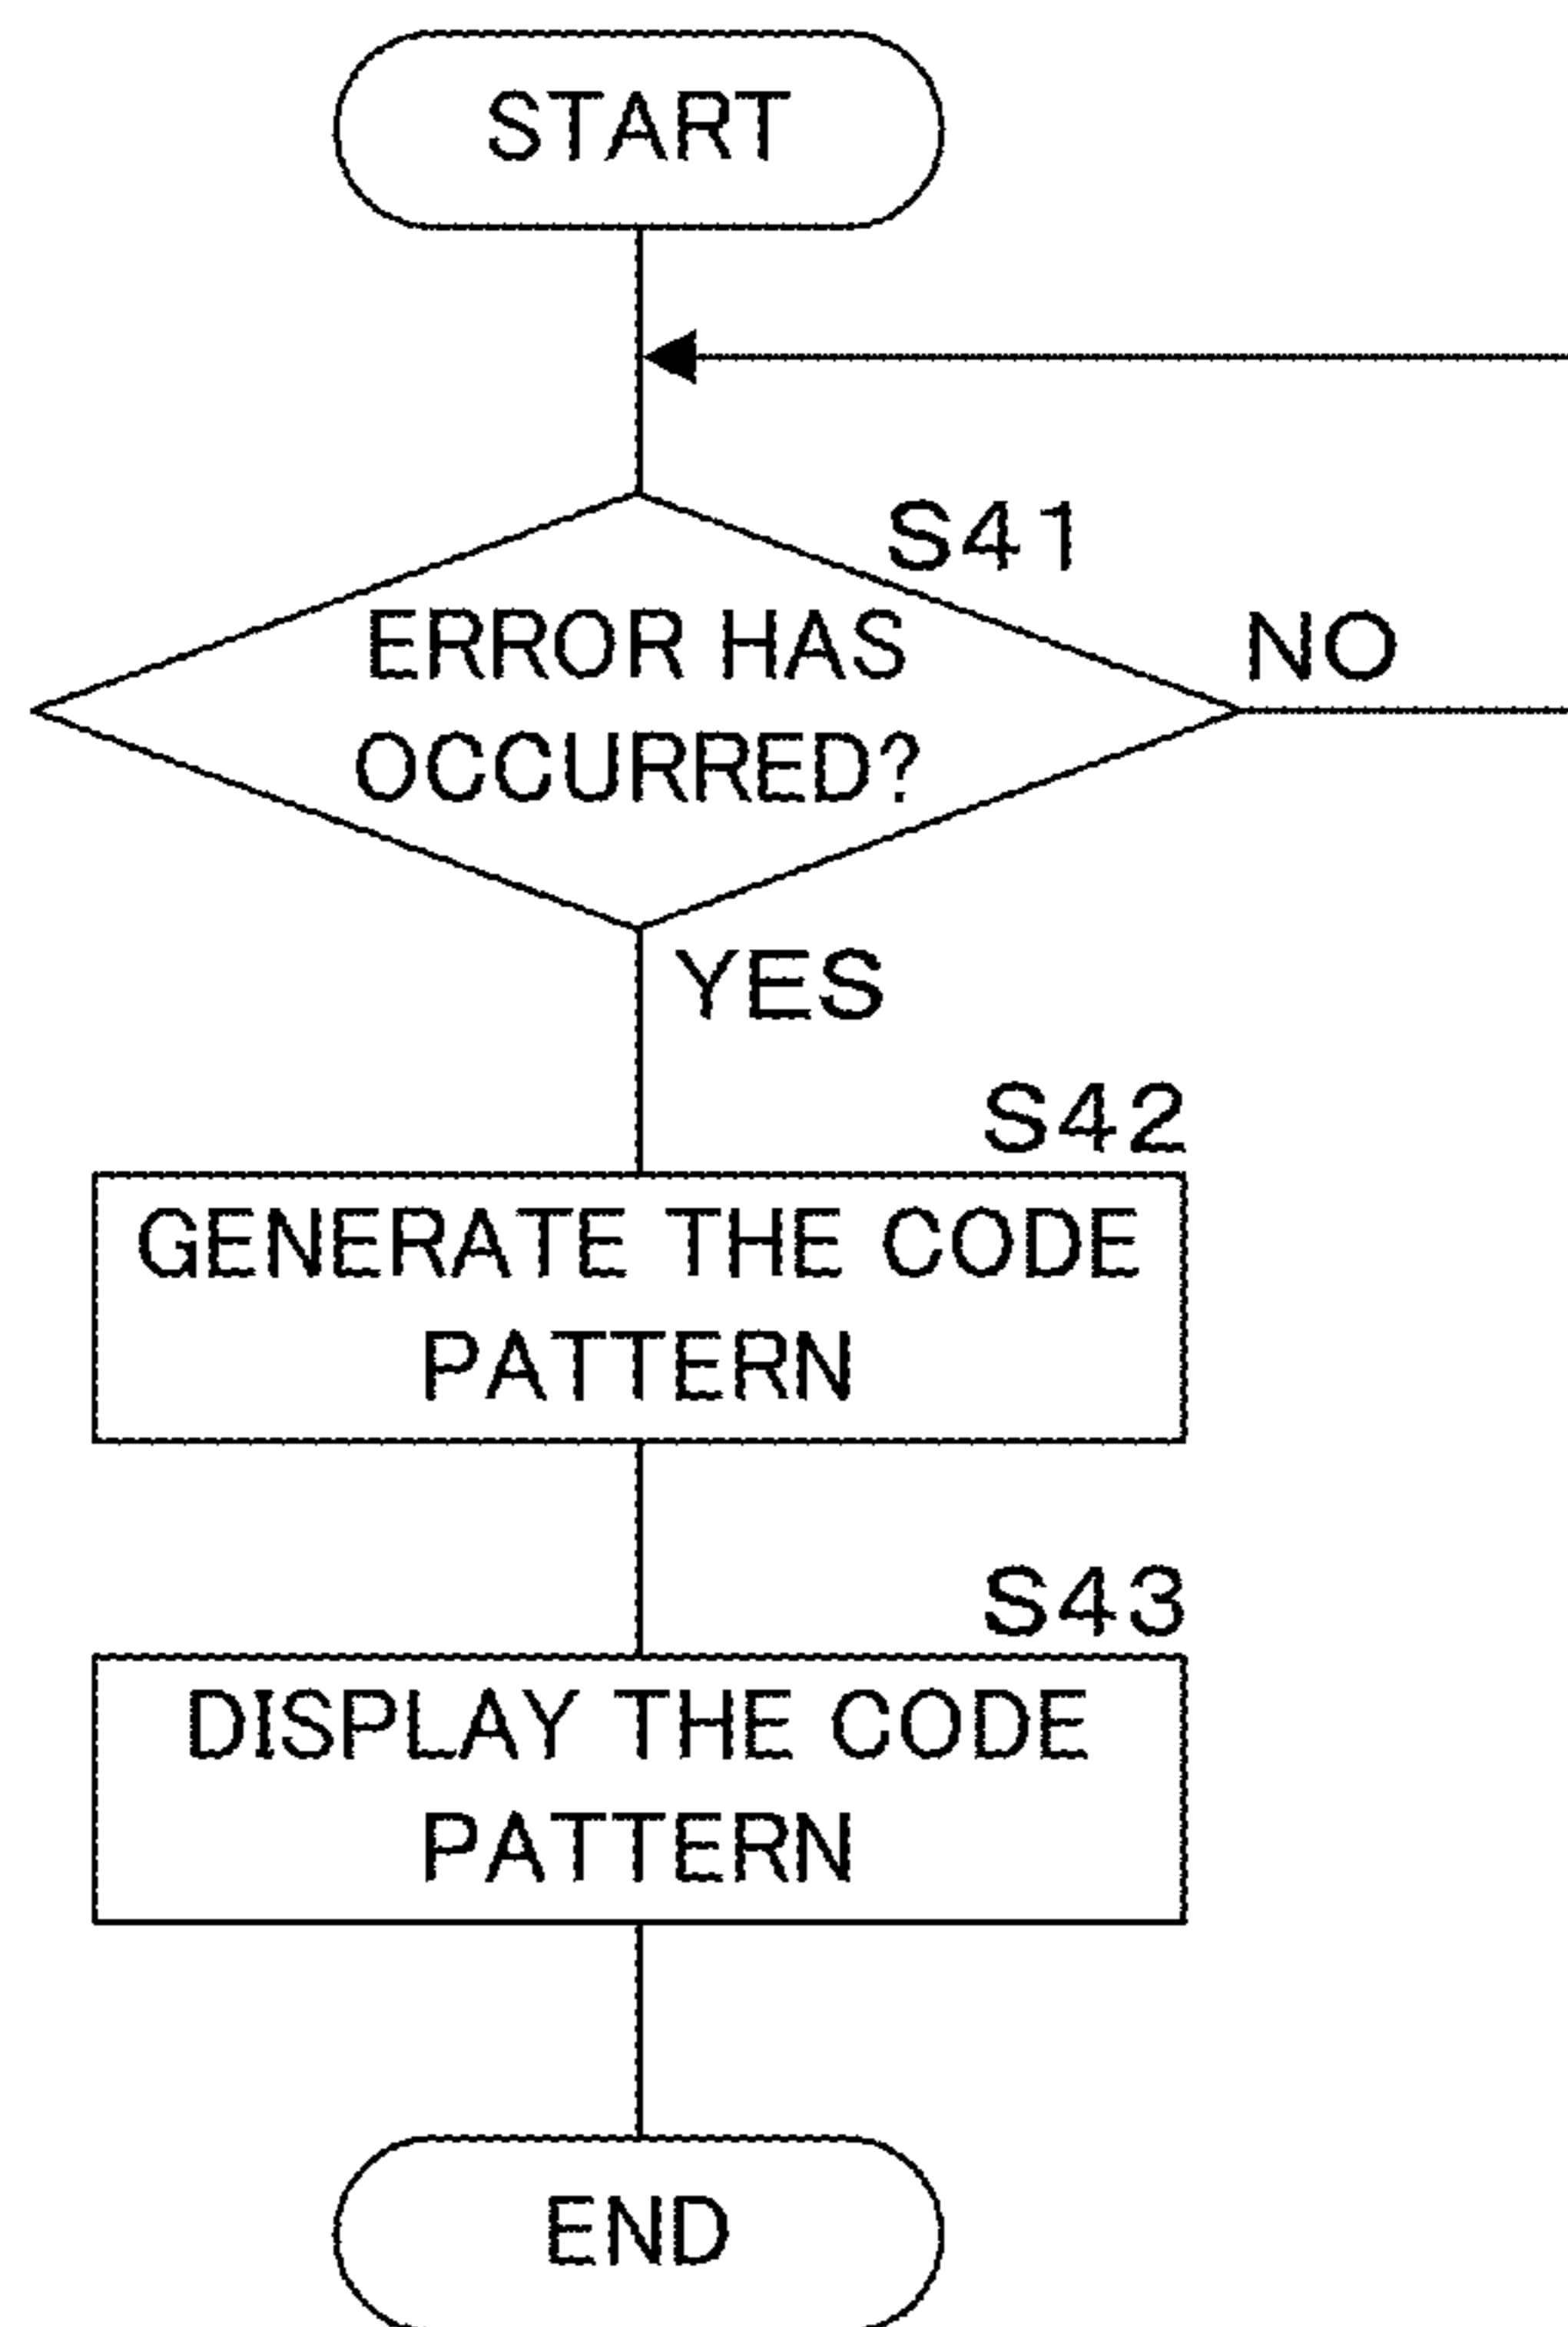 START
S41
ERROR HAS
OCCURRED?
NO
YES
S42
GENERATE THE CODE
PATTERN
S43
DISPLAY THE CODE
PATTERN
END